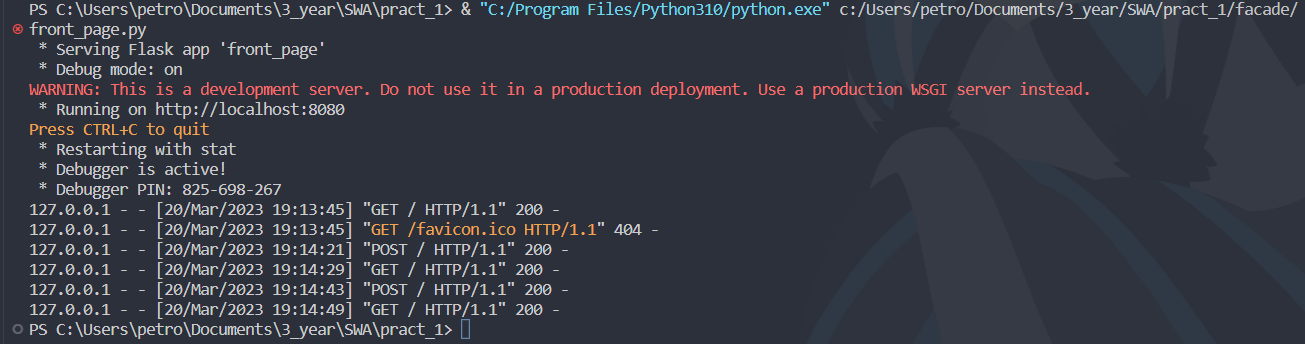 PS C:\Users\petro\Documents\3_year\SWA\pract_1> & "C:/Program Files/Python310/python.exe" c:/Users/petro/Documents/3_year/SWA/pract_1/facade/
front_page.py
 * Serving Flask app 'front_page'
 * Debug mode: on
WARNING: This is a development server. Do not use it in a production deployment. Use a production WSGI server instead.
 * Running on http://localhost:8080
Press CTRL+C to quit
 * Restarting with stat
 * Debugger is active!
 * Debugger PIN: 825-698-267
127.0.0.1 - - [20/Mar/2023 19:13:45] "GET / HTTP/1.1" 200 -
127.0.0.1 - - [20/Mar/2023 19:13:45] "GET /favicon.ico HTTP/1.1" 404 -
127.0.0.1 - - [20/Mar/2023 19:14:21] "POST / HTTP/1.1" 200 -
127.0.0.1 - - [20/Mar/2023 19:14:29] "GET / HTTP/1.1" 200 -
127.0.0.1 - - [20/Mar/2023 19:14:43] "POST / HTTP/1.1" 200 -
127.0.0.1 - - [20/Mar/2023 19:14:49] "GET / HTTP/1.1" 200 -
PS C:\Users\petro\Documents\3_year\SWA\pract_1>